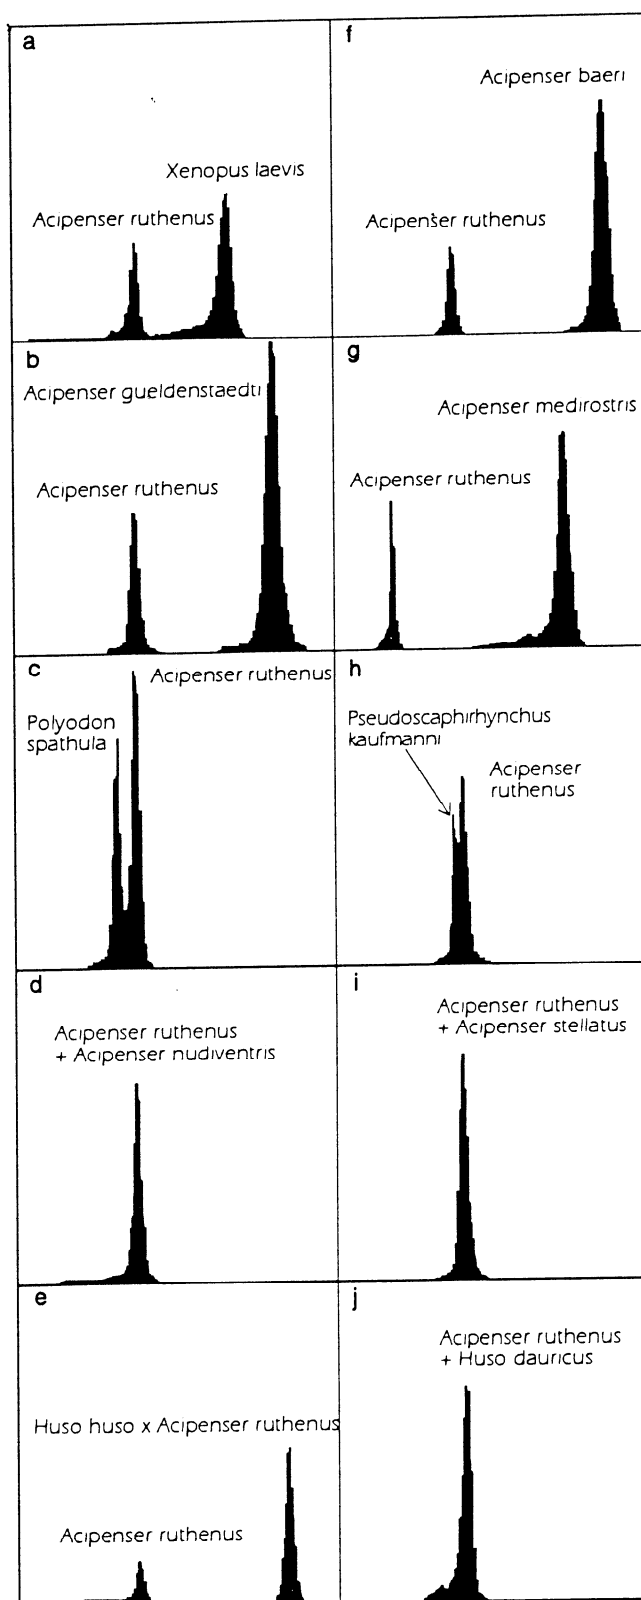 a
Xenopus laevis
Acipenser ruthenus
b
Acipenser gueldenstaedti
Acipenser ruthenus
c
Acipenser ruthenus
Polyodon
spathula
d
Acipenser ruthenus
+ Acipenser nudiventris
e
Huso huso x Acipenser ruthenus
Acipenser ruthenus
f
Acipenser baeri
Acipenser ruthenus
g
Acipenser medirostris
Acipenser ruthenus
h
Pseudoscaphirhynchus
kaufmanni
Acipenser
ruthenus
i
Acipenser ruthenus
+ Acipenser stellatus
j
Acipenser ruthenus
+ Huso dauricus